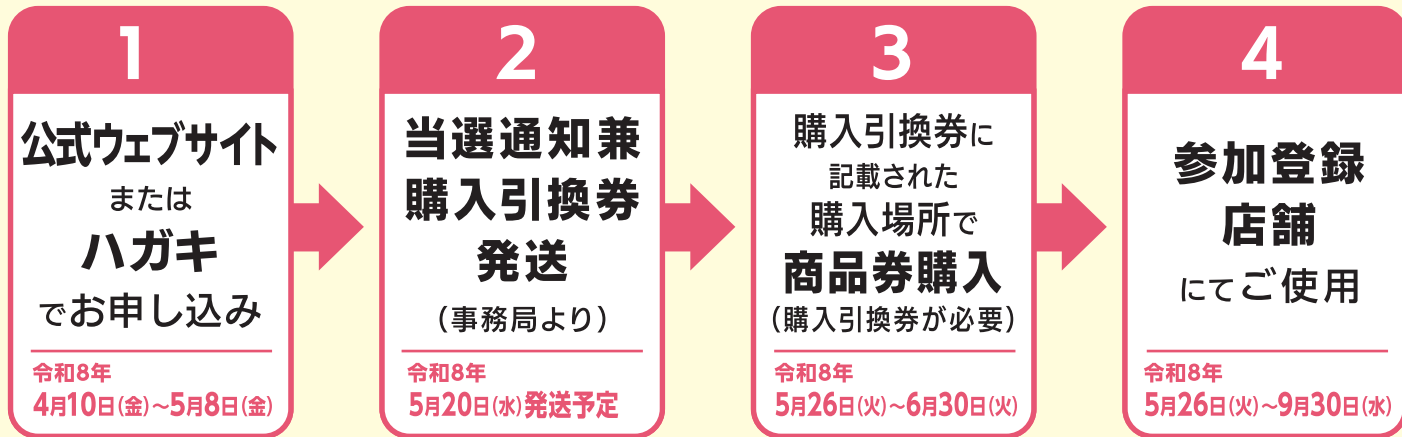 1
公式ウェブサイト
または
ハガキ
でお申し込み
令和8年
4月10日(金)~5月8日(金)
2
当選通知兼
購入引換券
発送
(事務局より)
令和8年
5月20日(水)発送予定
3
購入引換券に
記載された
購入場所で
商品券購入
(購入引換券が必要)
令和8年
5月26日(火)~6月30日(火)
4
参加登録
店舗
にてご使用
令和8年
5月26日(火)~9月30日(水)